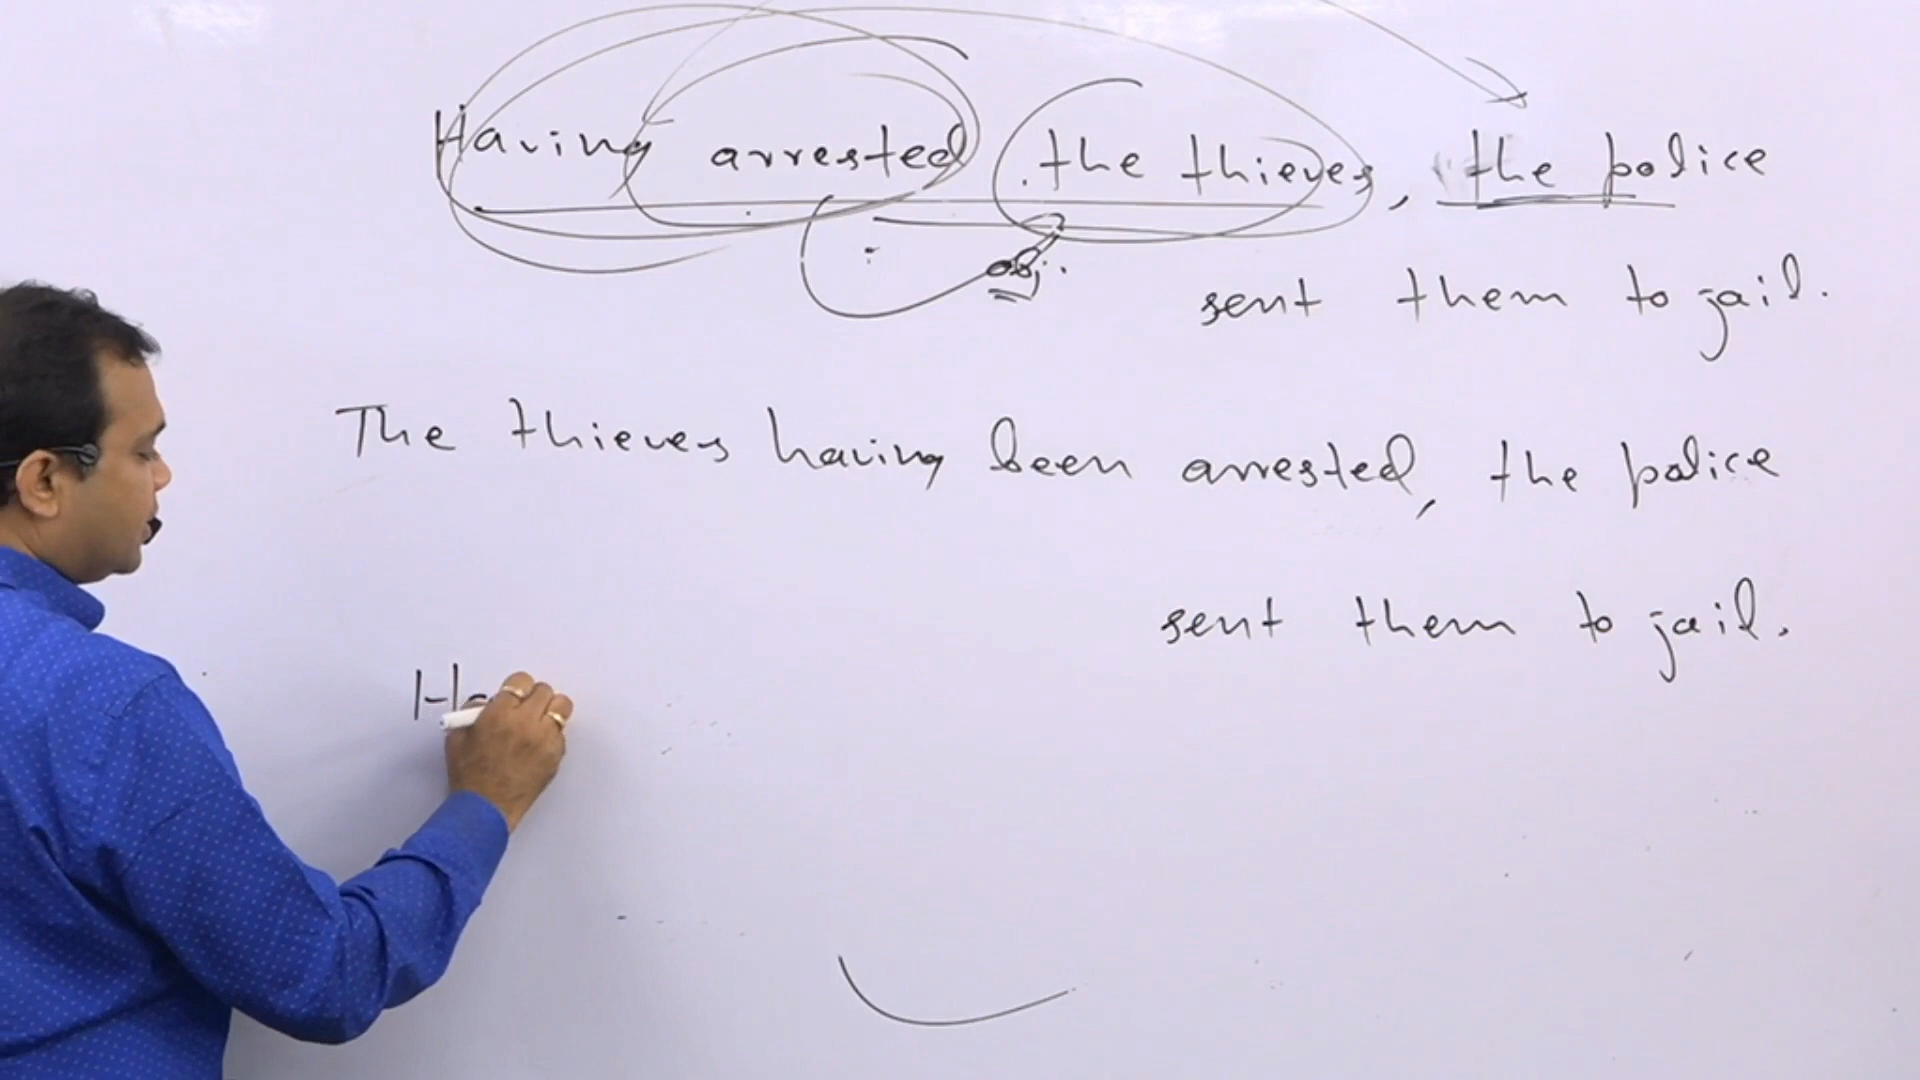 Having arrested the thieves, the police
obj.
sent them to jail.
The thieves having been arrested, the police
sent them to jail.
Ha